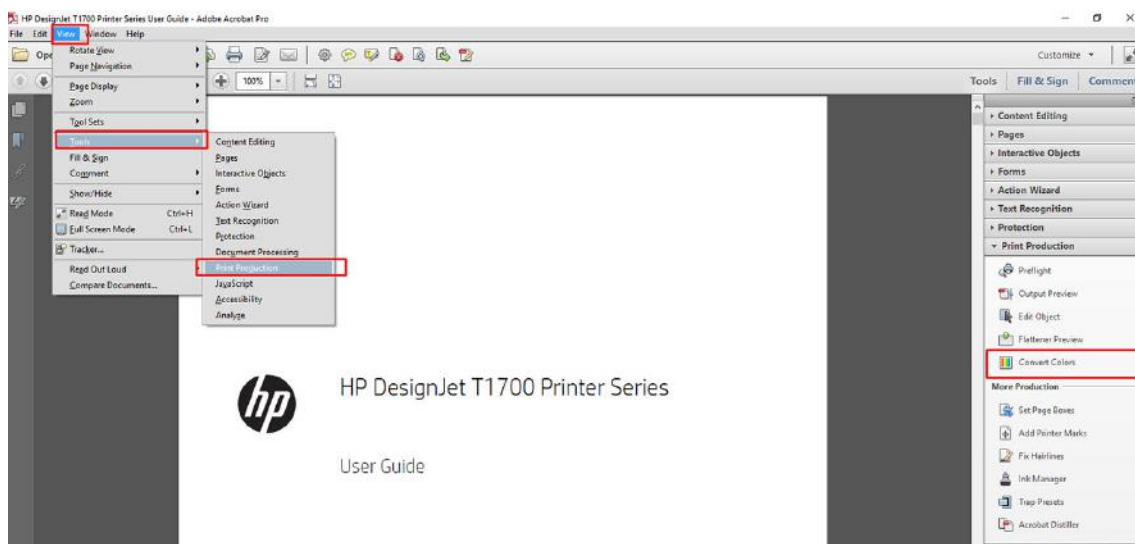 HP DesignJet T1700 Printer Series User Guide - Adobe Acrobat Pro
File Edit View Window Help
Customize
100%
Tools Fill & Sign Comment
Rotate View
Page Navigation
Page Display
Zoom
Tool Sets
Tools
Fill & Sign
Comment
Show/Hide
Read Mode Ctrl+H
Full Screen Mode Ctrl+L
Tracker...
Read Out Loud
Compare Documents...
Content Editing
Pages
Interactive Objects
Forms
Action Wizard
Text Recognition
Protection
Document Processing
Print Production
JavaScript
Accessibility
Analyze
hp
HP DesignJet T1700 Printer Series
User Guide
Content Editing
Pages
Interactive Objects
Forms
Action Wizard
Text Recognition
Protection
Print Production
Preflight
Output Preview
Edit Object
Flattener Preview
Convert Colors
More Production
Set Page Boxes
Add Printer Marks
Fix Hairlines
Ink Manager
Trap Presets
Acrobat Distiller